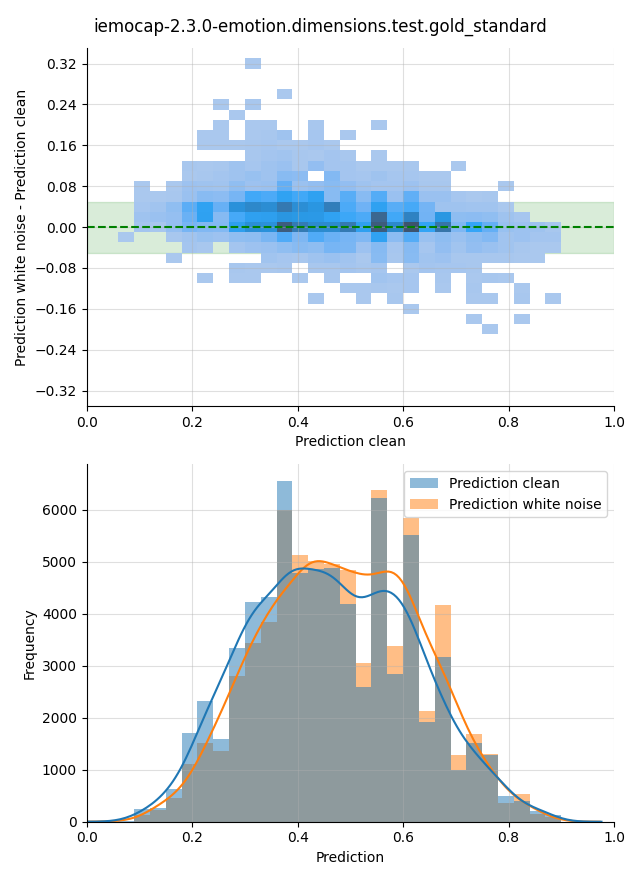 iemocap-2.3.0-emotion.dimensions.test.gold_standard
Prediction white noise - Prediction clean
0.32
0.24
0.16
0.08
0.00
−0.08
−0.16
−0.24
−0.32
0.0 0.2 0.4 0.6 0.8 1.0
Prediction clean
Prediction clean
Prediction white noise
Frequency
6000
5000
4000
3000
2000
1000
0
0.0 0.2 0.4 0.6 0.8 1.0
Prediction